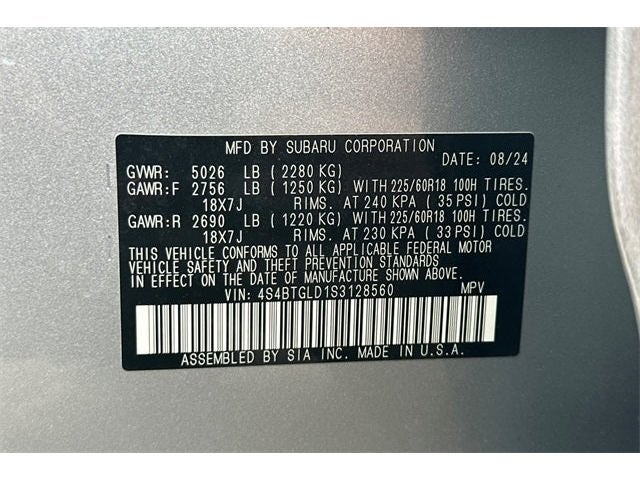 MFD BY SUBARU CORPORATION
GVWR: 5026 LB ( 2280 KG) DATE: 08/24
GAWR:F 2756 LB ( 1250 KG) WITH 225/60R18 100H TIRES.
18X7J RIMS. AT 240 KPA ( 35 PSI) COLD
GAWR:R 2690 LB ( 1220 KG) WITH 225/60R18 100H TIRES.
18X7J RIMS. AT 230 KPA ( 33 PSI) COLD
THIS VEHICLE CONFORMS TO ALL APPLICABLE FEDERAL MOTOR
VEHICLE SAFETY AND THEFT PREVENTION STANDARDS
IN EFFECT ON THE DATE OF MANUFACTURE SHOWN ABOVE.
VIN: 4S4BTGLD1S3128560 MPV
ASSEMBLED BY SIA INC. MADE IN U.S.A.